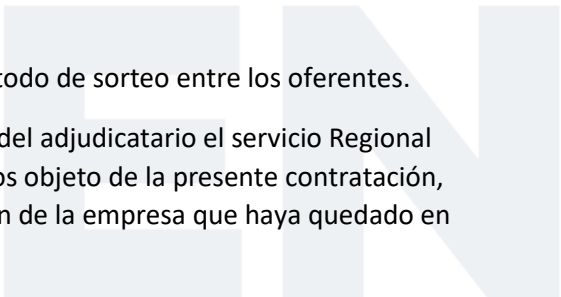 todo de sorteo entre los oferentes.
del adjudicatario el servicio Regional
os objeto de la presente contratación,
n de la empresa que haya quedado en